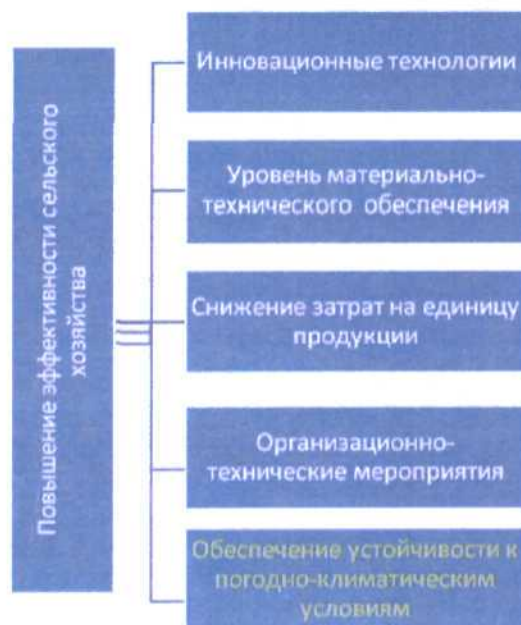 Повышение эффективности сельского
хозяйства
Инновационные технологии
Уровень материально-
технического обеспечения
Снижение затрат на единицу
продукции
Организационно-
технические мероприятия
Обеспечение устойчивости к
погодно-климатическим
условиям